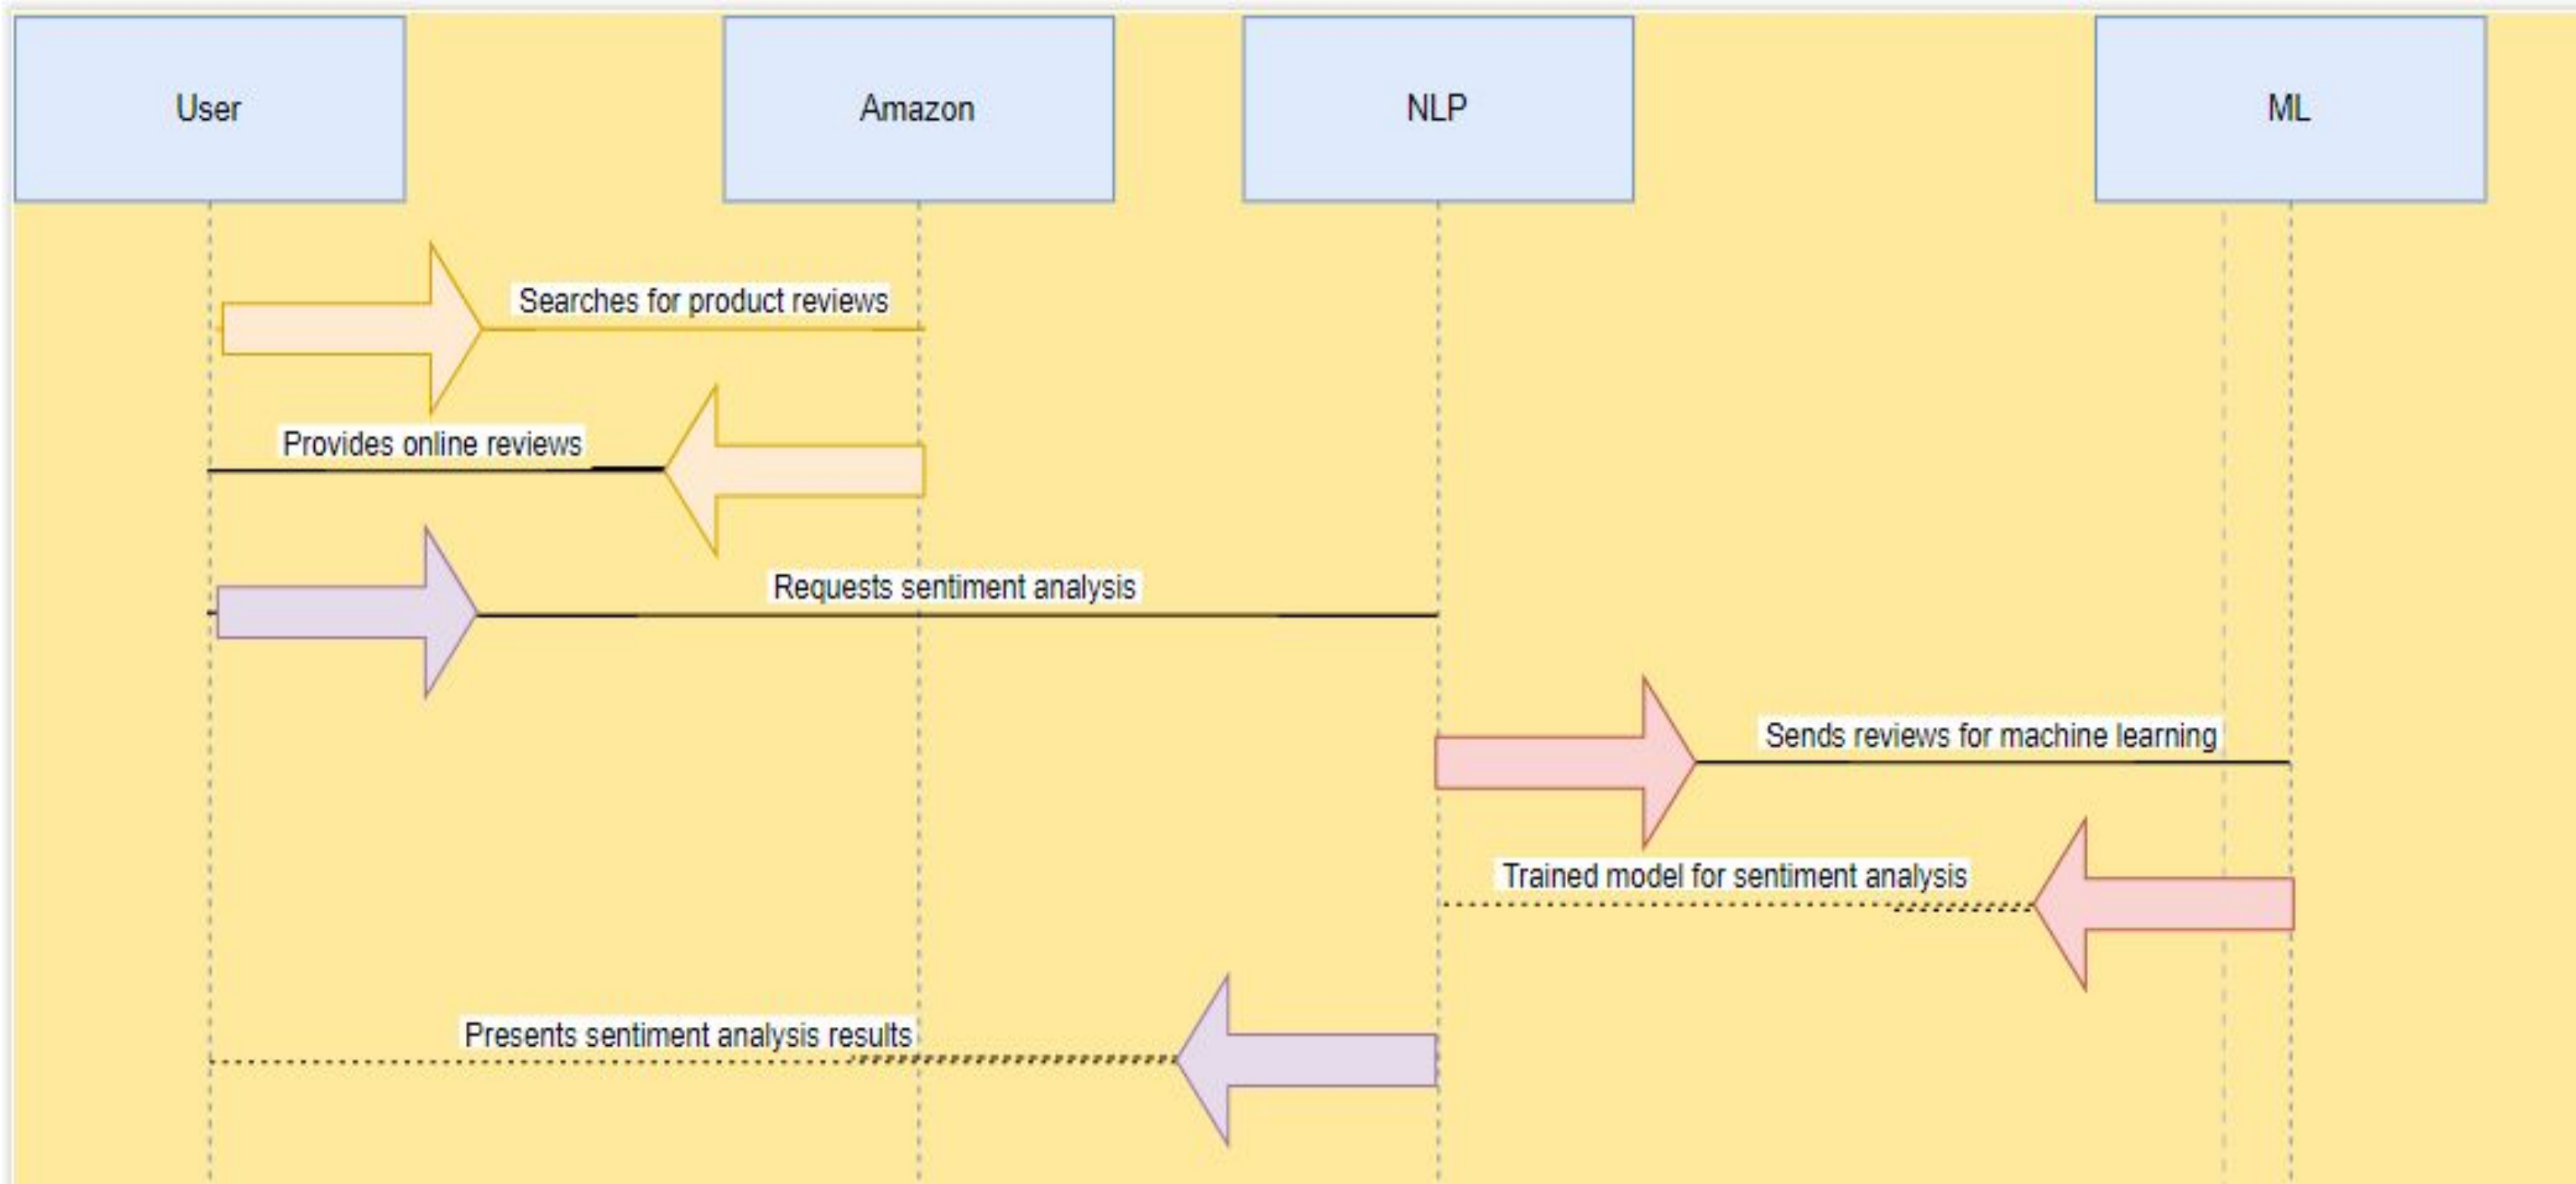 User
Amazon
NLP
ML
Searches for product reviews
Provides online reviews
Requests sentiment analysis
Sends reviews for machine learning
Trained model for sentiment analysis
Presents sentiment analysis results